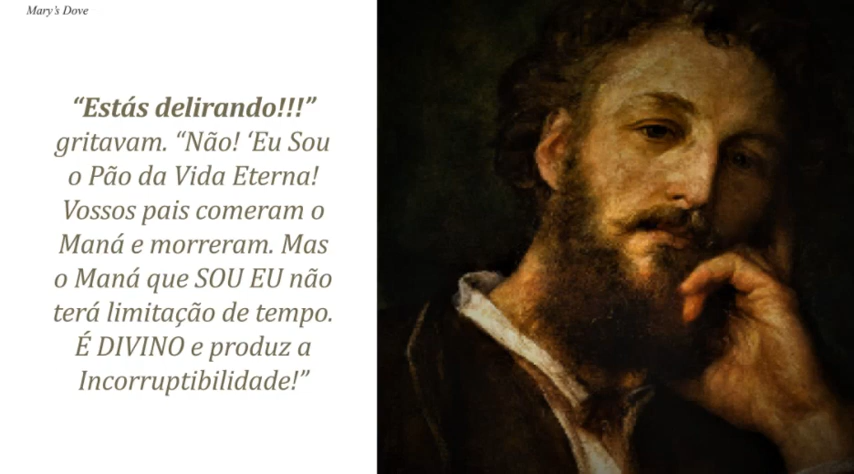 Mary's Dove
“Estás delirando!!!”
gritavam. “Não! ‘Eu Sou
o Pão da Vida Eterna!
Vossos pais comeram o
Maná e morreram. Mas
o Maná que SOU EU não
terá limitação de tempo.
É DIVINO e produz a
Incorruptibilidade!”